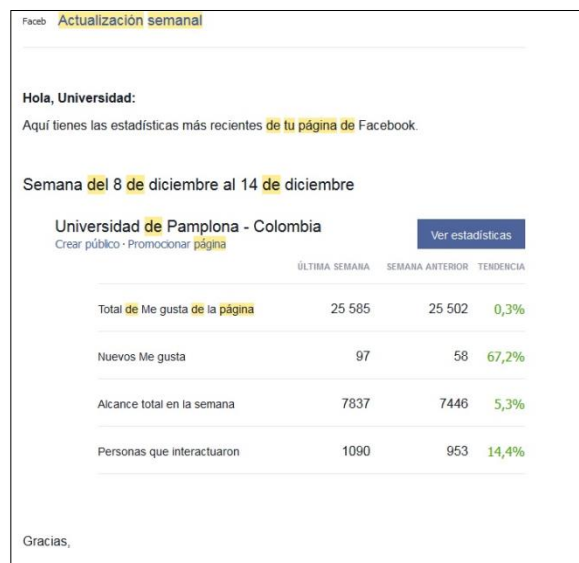 Faceb Actualización semanal
Hola, Universidad:
Aquí tienes las estadísticas más recientes de tu página de Facebook.
Semana del 8 de diciembre al 14 de diciembre
Universidad de Pamplona - Colombia
Crear público · Promocionar página
Ver estadísticas
ÚLTIMA SEMANA SEMANA ANTERIOR TENDENCIA
Total de Me gusta de la página 25 585 25 502 0,3%
Nuevos Me gusta 97 58 67,2%
Alcance total en la semana 7837 7446 5,3%
Personas que interactuaron 1090 953 14,4%
Gracias,